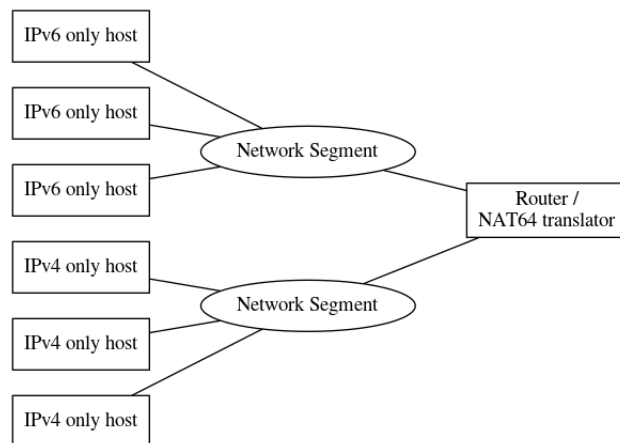 IPv6 only host
IPv6 only host
Network Segment
IPv6 only host
Router /
NAT64 translator
IPv4 only host
Network Segment
IPv4 only host
IPv4 only host